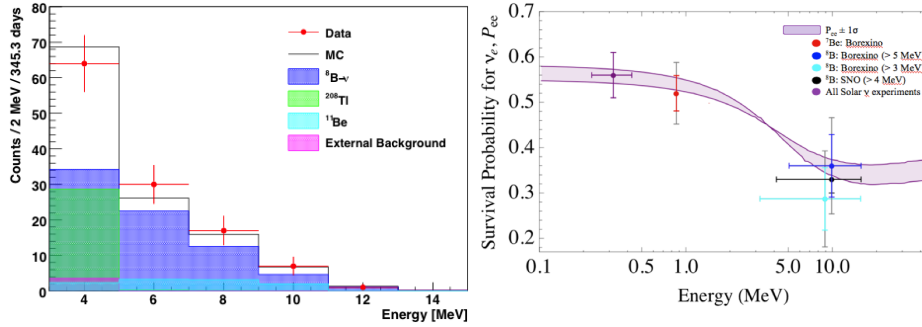 Counts / 2 MeV / 345.3 days
80
70
60
50
40
30
20
10
0
Data
MC
⁸B-ν
²⁰⁸Tl
¹¹Be
External Background
4 6 8 10 12 14
Energy [MeV]
Survival Probability for νₑ, Pₑₑ
0.7
0.6
0.5
0.4
0.3
0.2
Pₑₑ ± 1σ
⁷Be: Borexino
⁸B: Borexino (> 5 MeV)
⁸B: Borexino (> 3 MeV)
⁸B: SNO (> 4 MeV)
All Solar ν experiments
0.1 0.5 1.0 5.0 10.0
Energy (MeV)